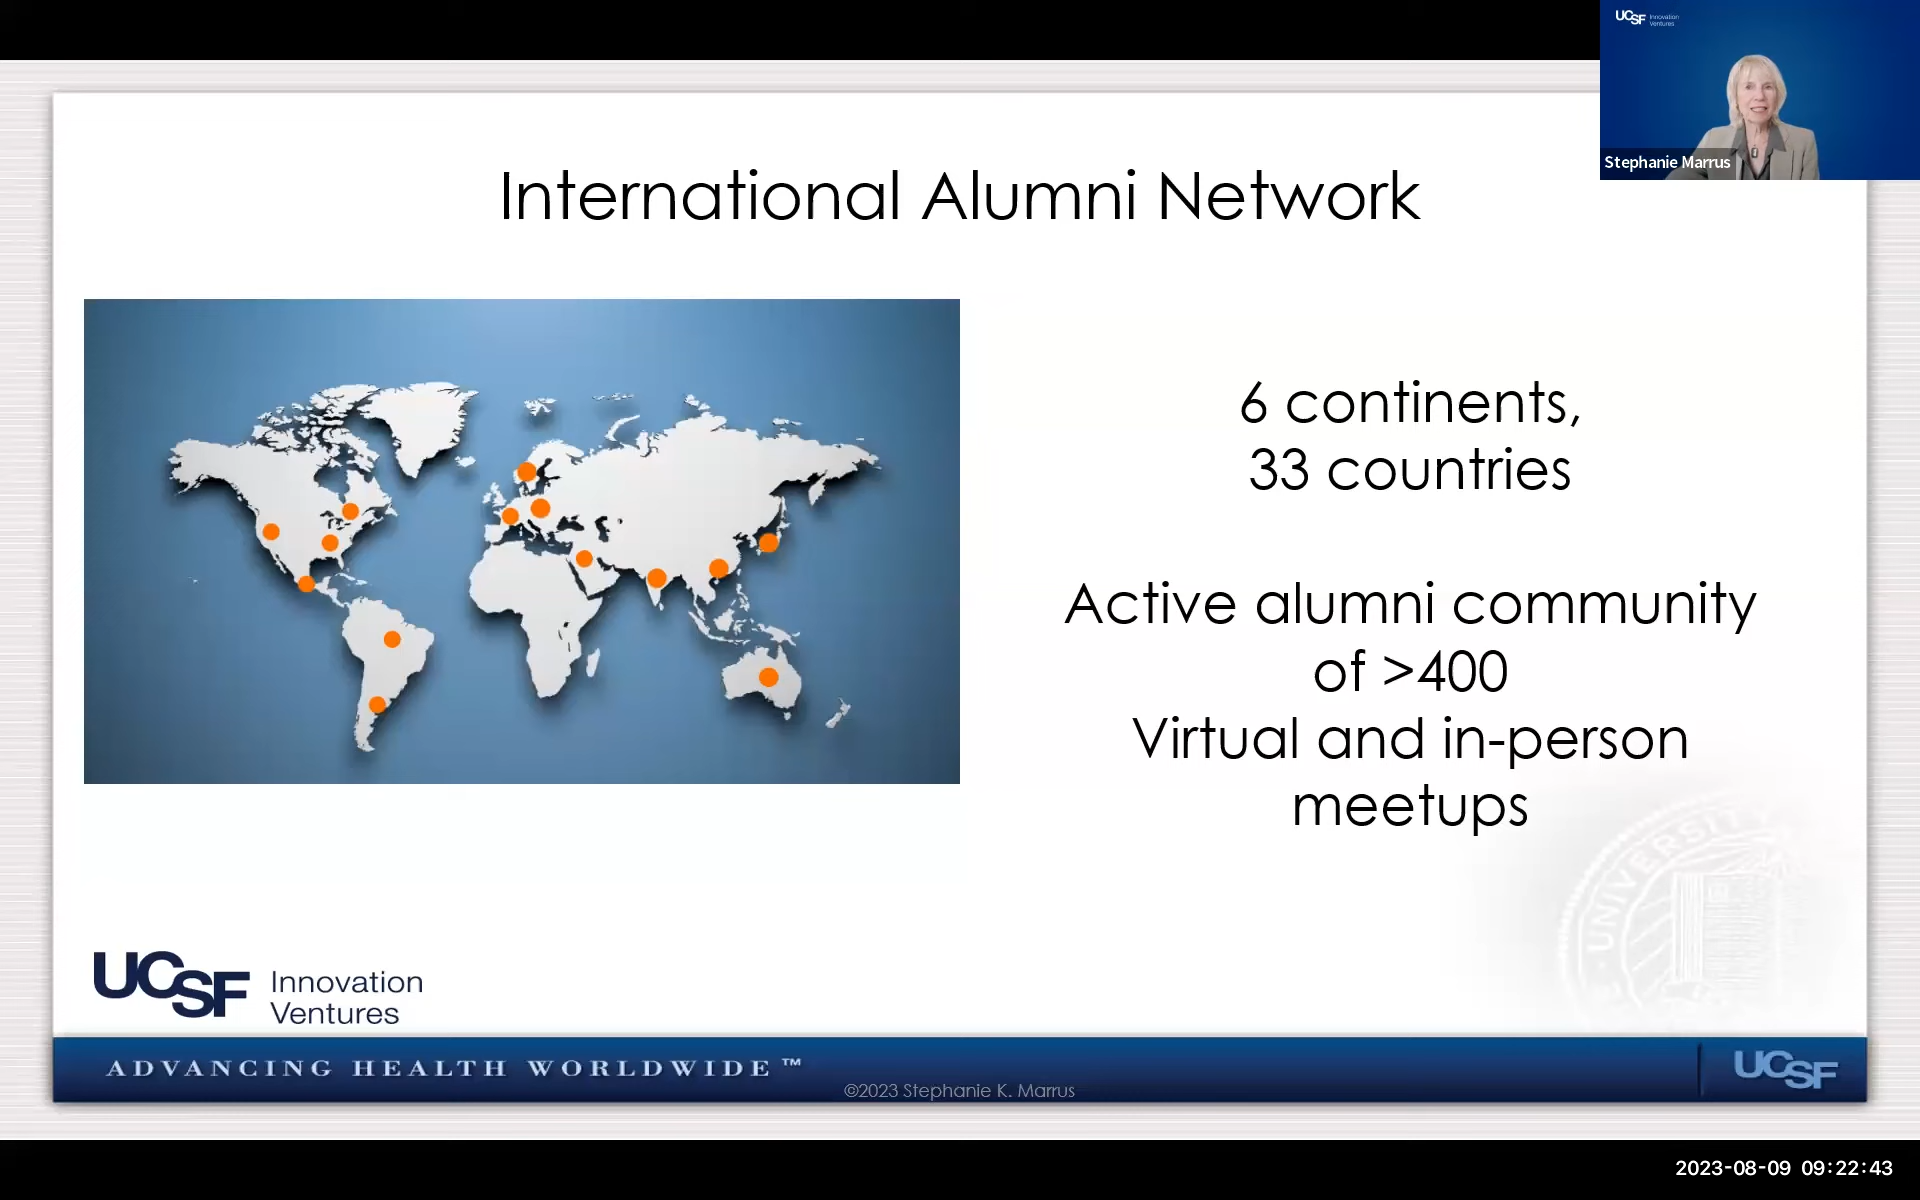 UCSF Innovation
Ventures
Stephanie Marrus
International Alumni Network
6 continents,
33 countries
Active alumni community
of >400
Virtual and in-person
meetups
UNIVERSITY
UCSF Innovation
Ventures
ADVANCING HEALTH WORLDWIDE™
UCSF
©2023 Stephanie K. Marrus
2023-08-09 09:22:43